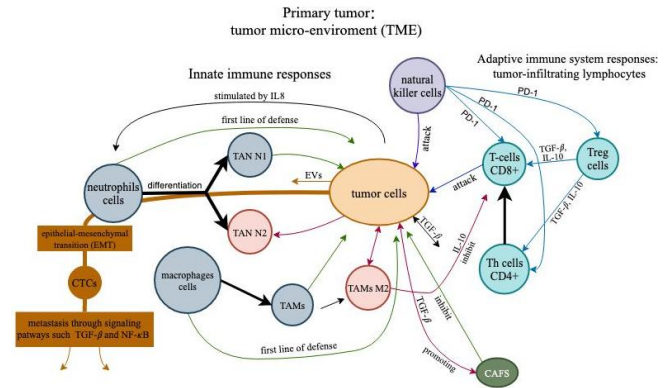 Primary tumor:
tumor micro-enviroment (TME)
Innate immune responses
Adaptive immune system responses:
tumor-infiltrating lymphocytes
natural
killer cells
stimulated by IL8
first line of defense
PD-1
PD-1
PD-1
attack
TAN N1
EVs
neutrophils
cells
differentiation
tumor cells
attack
T-cells
CD8+
TGF-β,
IL-10
Treg
cells
TGF-β, IL-10
TAN N2
epithelial-mesenchymal
transition (EMT)
TGF-β
IL-10
inhibit
Th cells
CD4+
macrophages
cells
CTCs
TAMs
TAMs M2
TGF-β
inhibit
metastasis through signaling
patways such TGF-β and NF-κB
first line of defense
promoting
CAFS